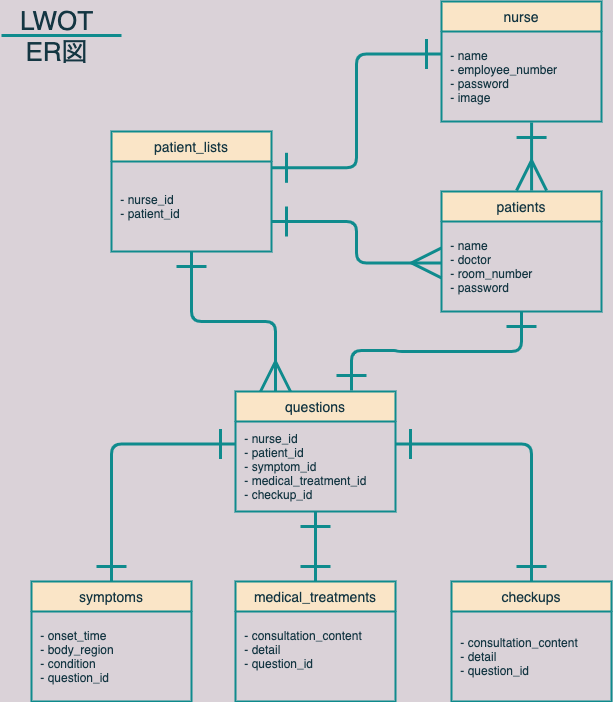 LWOT
ER図
nurse
- name
- employee_number
- password
- image
patient_lists
- nurse_id
- patient_id
patients
- name
- doctor
- room_number
- password
questions
- nurse_id
- patient_id
- symptom_id
- medical_treatment_id
- checkup_id
symptoms
- onset_time
- body_region
- condition
- question_id
medical_treatments
- consultation_content
- detail
- question_id
checkups
- consultation_content
- detail
- question_id